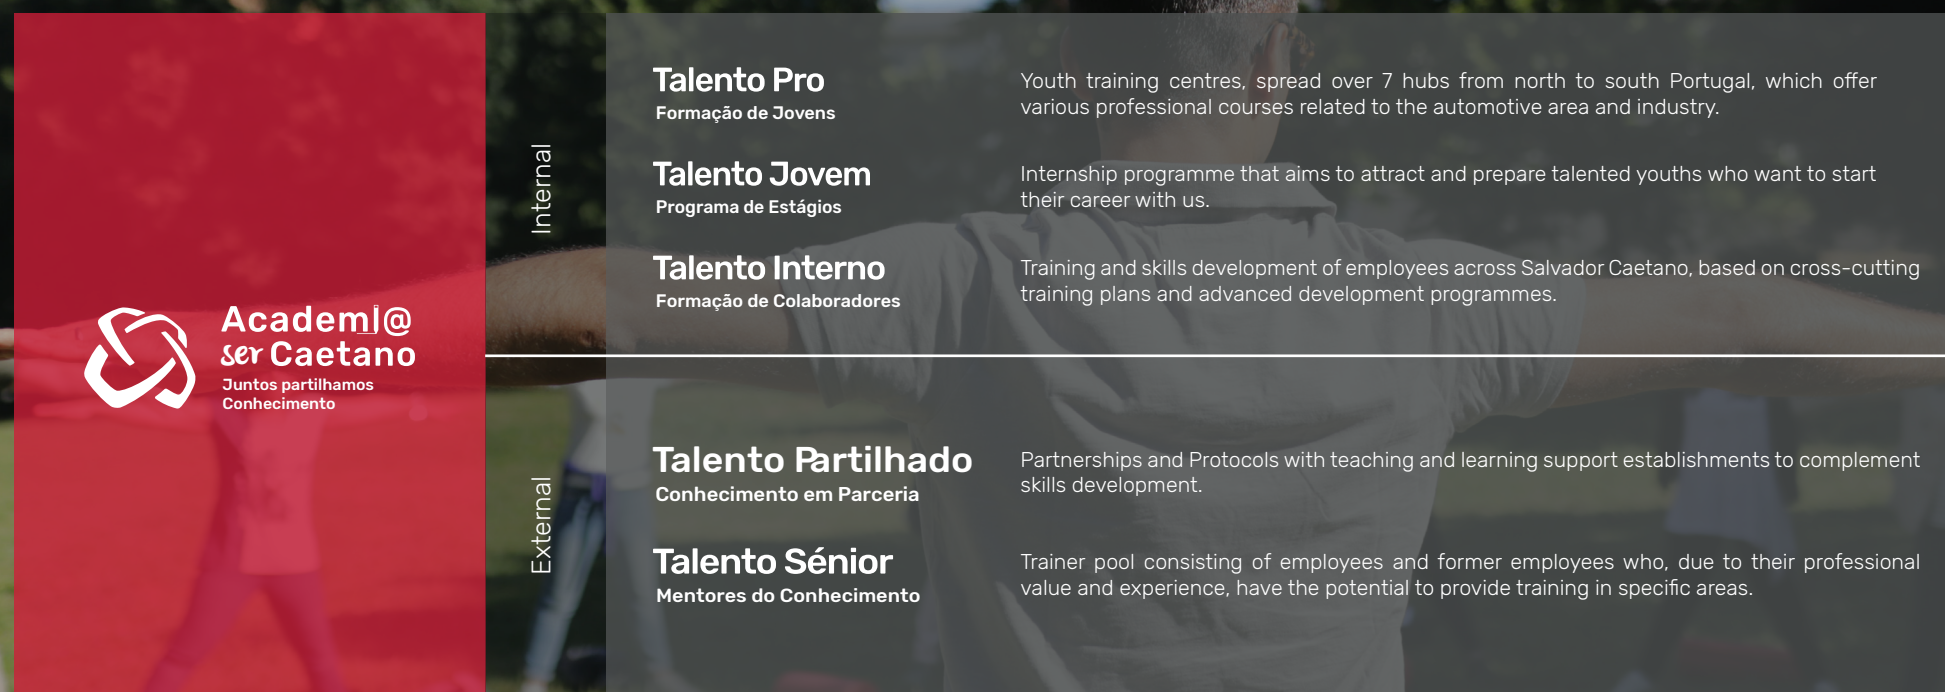 Academi@
ser Caetano
Juntos partilhamos
Conhecimento
Internal
Talento Pro
Formação de Jovens
Youth training centres, spread over 7 hubs from north to south Portugal, which offer
various professional courses related to the automotive area and industry.
Talento Jovem
Programa de Estágios
Internship programme that aims to attract and prepare talented youths who want to start
their career with us.
Talento Interno
Formação de Colaboradores
Training and skills development of employees across Salvador Caetano, based on cross-cutting
training plans and advanced development programmes.
External
Talento Partilhado
Conhecimento em Parceria
Partnerships and Protocols with teaching and learning support establishments to complement
skills development.
Talento Sénior
Mentores do Conhecimento
Trainer pool consisting of employees and former employees who, due to their professional
value and experience, have the potential to provide training in specific areas.